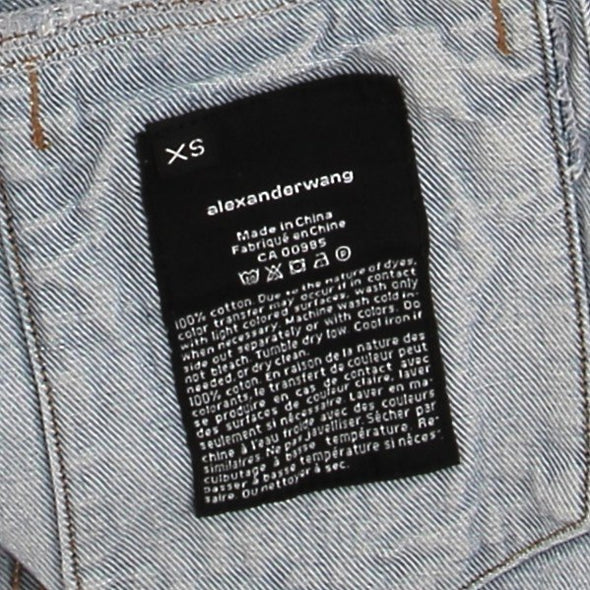 XS
alexanderwang
Made in China
Fabriqué en Chine
CA 00985
100% cotton. Due to the nature of dyes,
color transfer may occur if in contact
with light colored surfaces. wash only
when necessary. Machine wash cold in-
side out separately or with colors. Do
not bleach. Tumble dry low. Cool iron if
needed, or dry clean.
100% coton. En raison de la nature des
colorants, le transfert de couleur peut
se produire en cas de contact avec
des surfaces de couleur claire. laver
seulement si nécessaire. Laver en ma-
chine à l'eau froide avec des couleurs
similaires. Ne pas javelliser. Sécher par
culbutage à basse température. Re-
passer à basse température si néces-
saire. Ou nettoyer à sec.